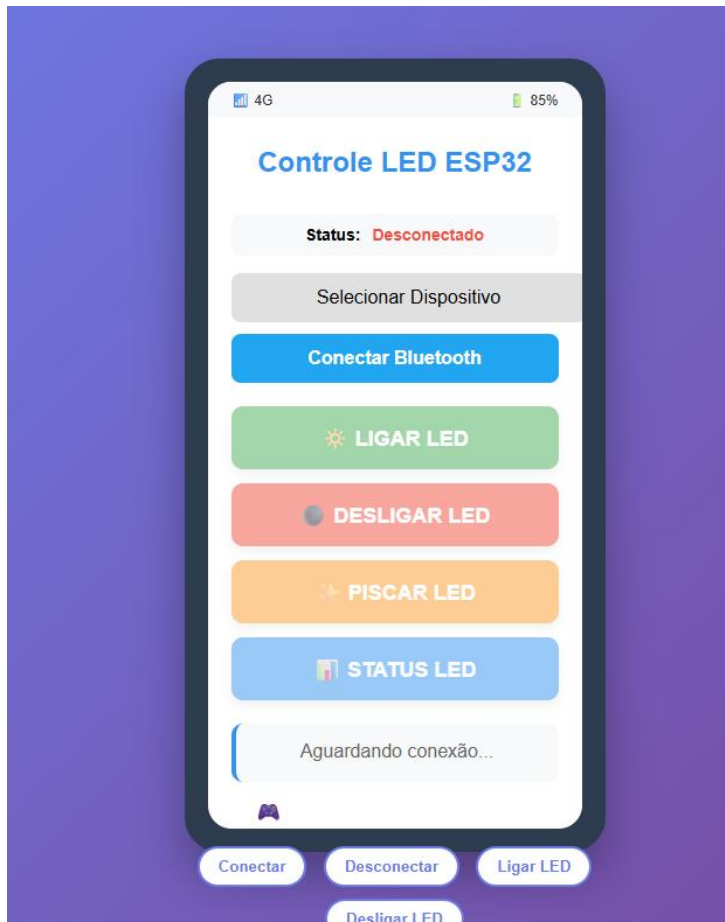 4G 85%
Controle LED ESP32
Status: Desconectado
Selecionar Dispositivo
Conectar Bluetooth
LIGAR LED
DESLIGAR LED
PISCAR LED
STATUS LED
Aguardando conexão...
Conectar Desconectar Ligar LED
Desligar LED